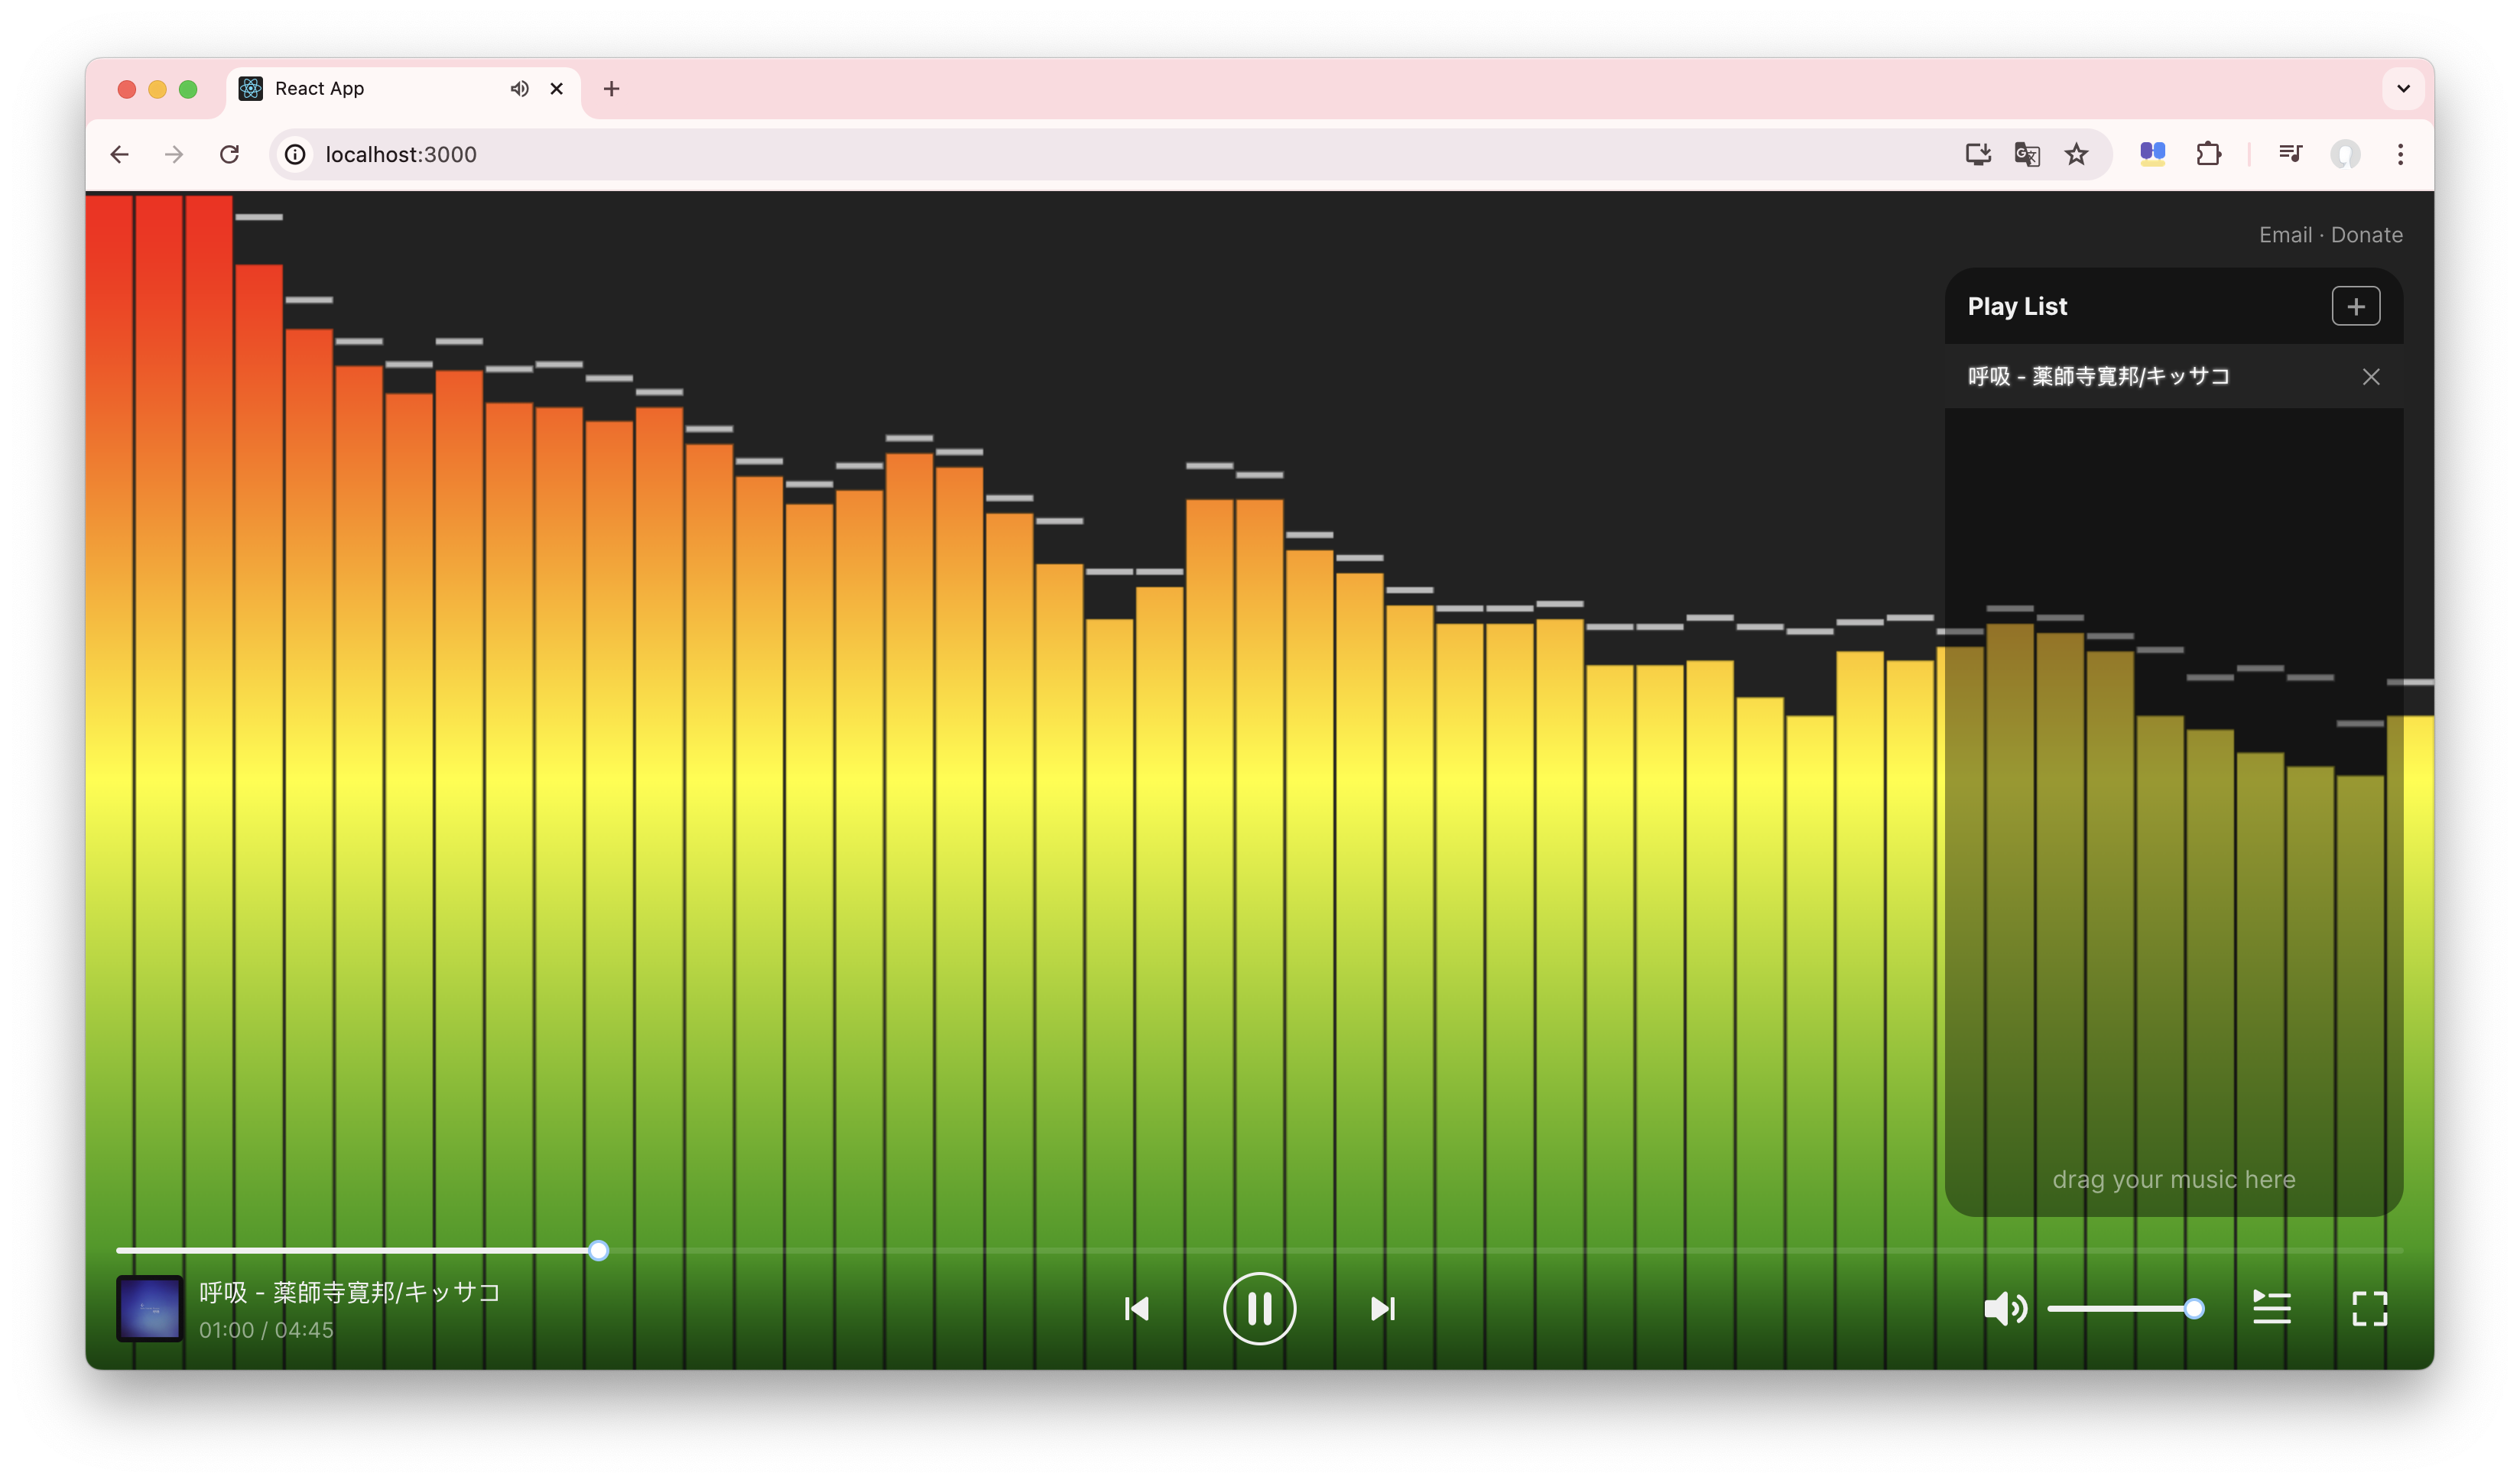 React App
localhost:3000
Email · Donate
Play List
呼吸 - 薬師寺寛邦/キッサコ
drag your music here
呼吸 - 薬師寺寛邦/キッサコ
01:00 / 04:45